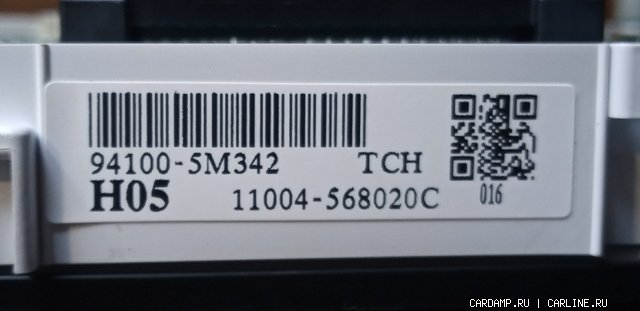 94100-5M342 TCH
H05 11004-568020C
016
CARDAMP.RU | CARLINE.RU